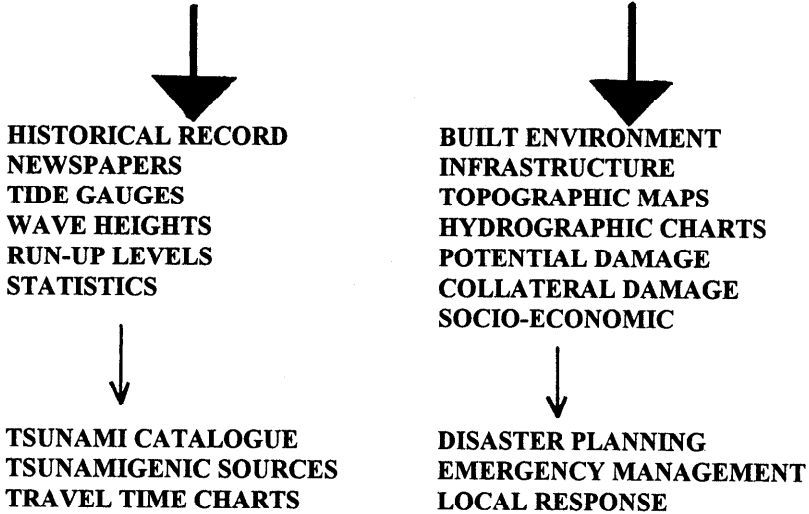 HISTORICAL RECORD
NEWSPAPERS
TIDE GAUGES
WAVE HEIGHTS
RUN-UP LEVELS
STATISTICS
TSUNAMI CATALOGUE
TSUNAMIGENIC SOURCES
TRAVEL TIME CHARTS
BUILT ENVIRONMENT
INFRASTRUCTURE
TOPOGRAPHIC MAPS
HYDROGRAPHIC CHARTS
POTENTIAL DAMAGE
COLLATERAL DAMAGE
SOCIO-ECONOMIC
DISASTER PLANNING
EMERGENCY MANAGEMENT
LOCAL RESPONSE